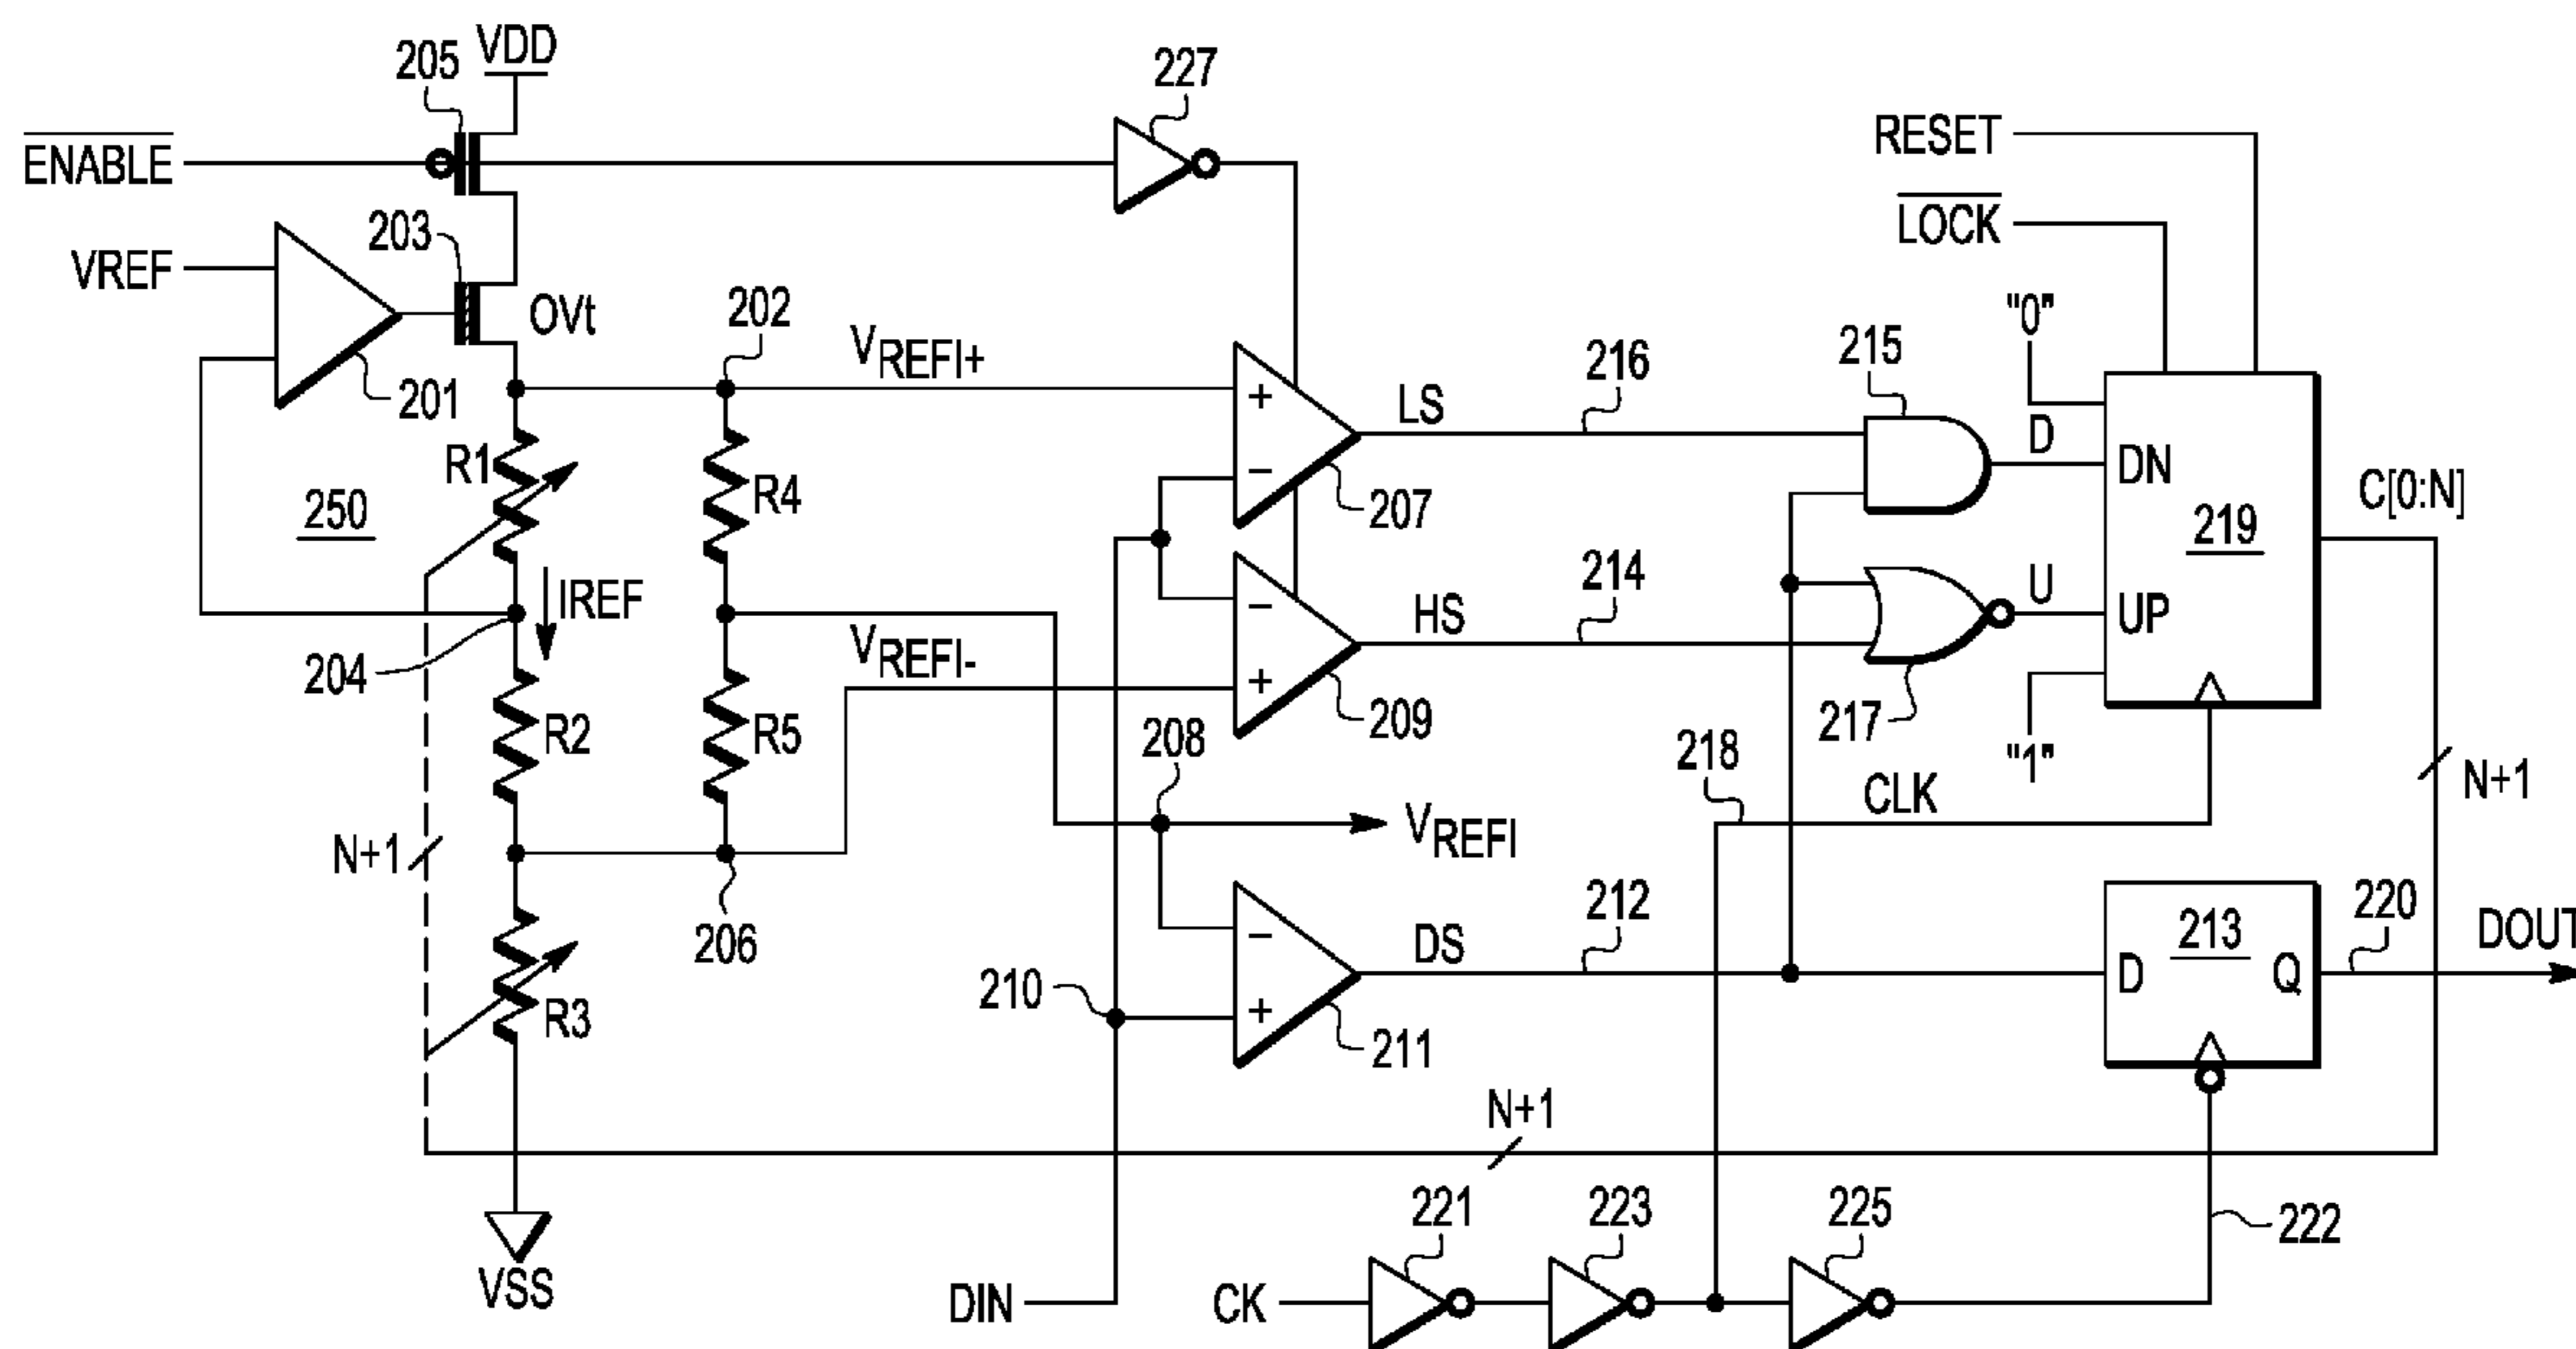 VDD
205
227
ENABLE
RESET
LOCK
203
VREF
OVt
202
VREFI+
201
"0"
215
216
LS
D
DN
R1
R4
+
−
207
250
219
C[0:N]
IREF
214
HS
U
UP
−
+
209
217
204
VREFI-
R2
R5
208
218
"1"
CLK
N+1
N+1
VREFI
206
212
DS
213
220
DOUT
−
+
D
Q
210
211
R3
N+1
221
223
225
222
VSS
DIN
CK